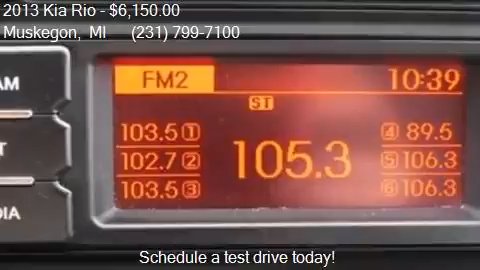 2013 Kia Rio - $6,150.00
Muskegon, MI (231) 799-7100
FM2 10:39
ST
103.5 1 4 89.5
102.7 2 105.3 5 106.3
103.5 3 6 106.3
Schedule a test drive today!